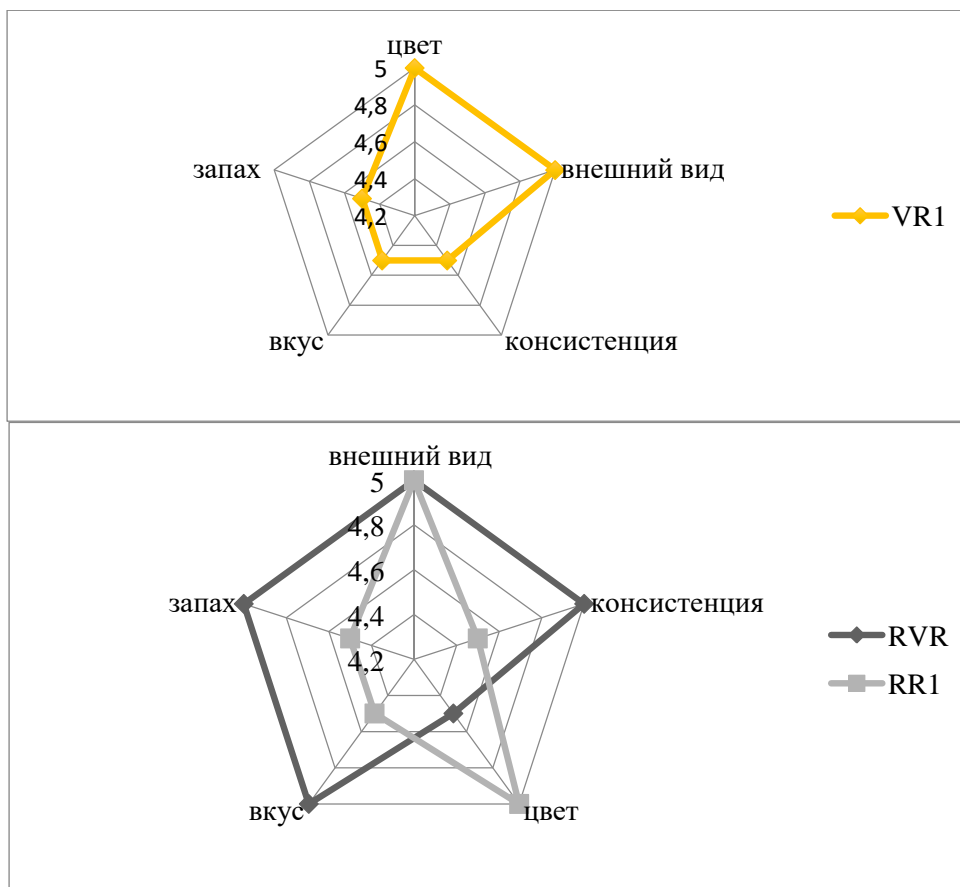 цвет
5
4,8
4,6
4,4
4,2
запах
внешний вид
VR1
вкус
консистенция
внешний вид
5
4,8
4,6
4,4
4,2
запах
консистенция
RVR
RR1
вкус
цвет